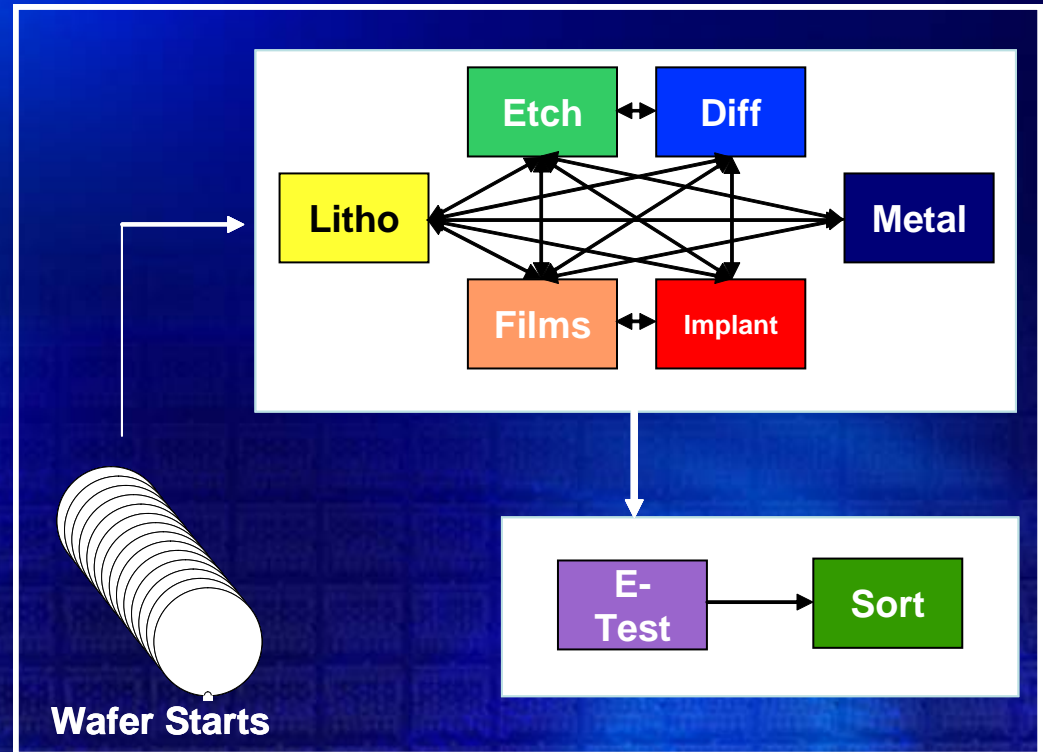 Etch
Diff
Litho
Metal
Films
Implant
E-
Test
Sort
Wafer Starts